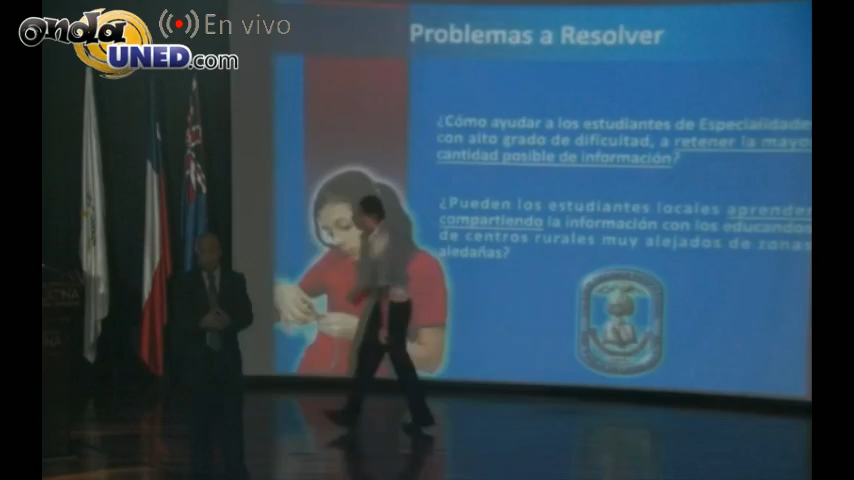 onda
UNED.com
En vivo
Problemas a Resolver
¿Cómo ayudar a los estudiantes de Especialidade
con alto grado de dificultad, a retener la mayo
cantidad posible de información?
¿Pueden los estudiantes locales aprender
compartiendo la información con los educandos
de centros rurales muy alejados de zonas
aledañas?